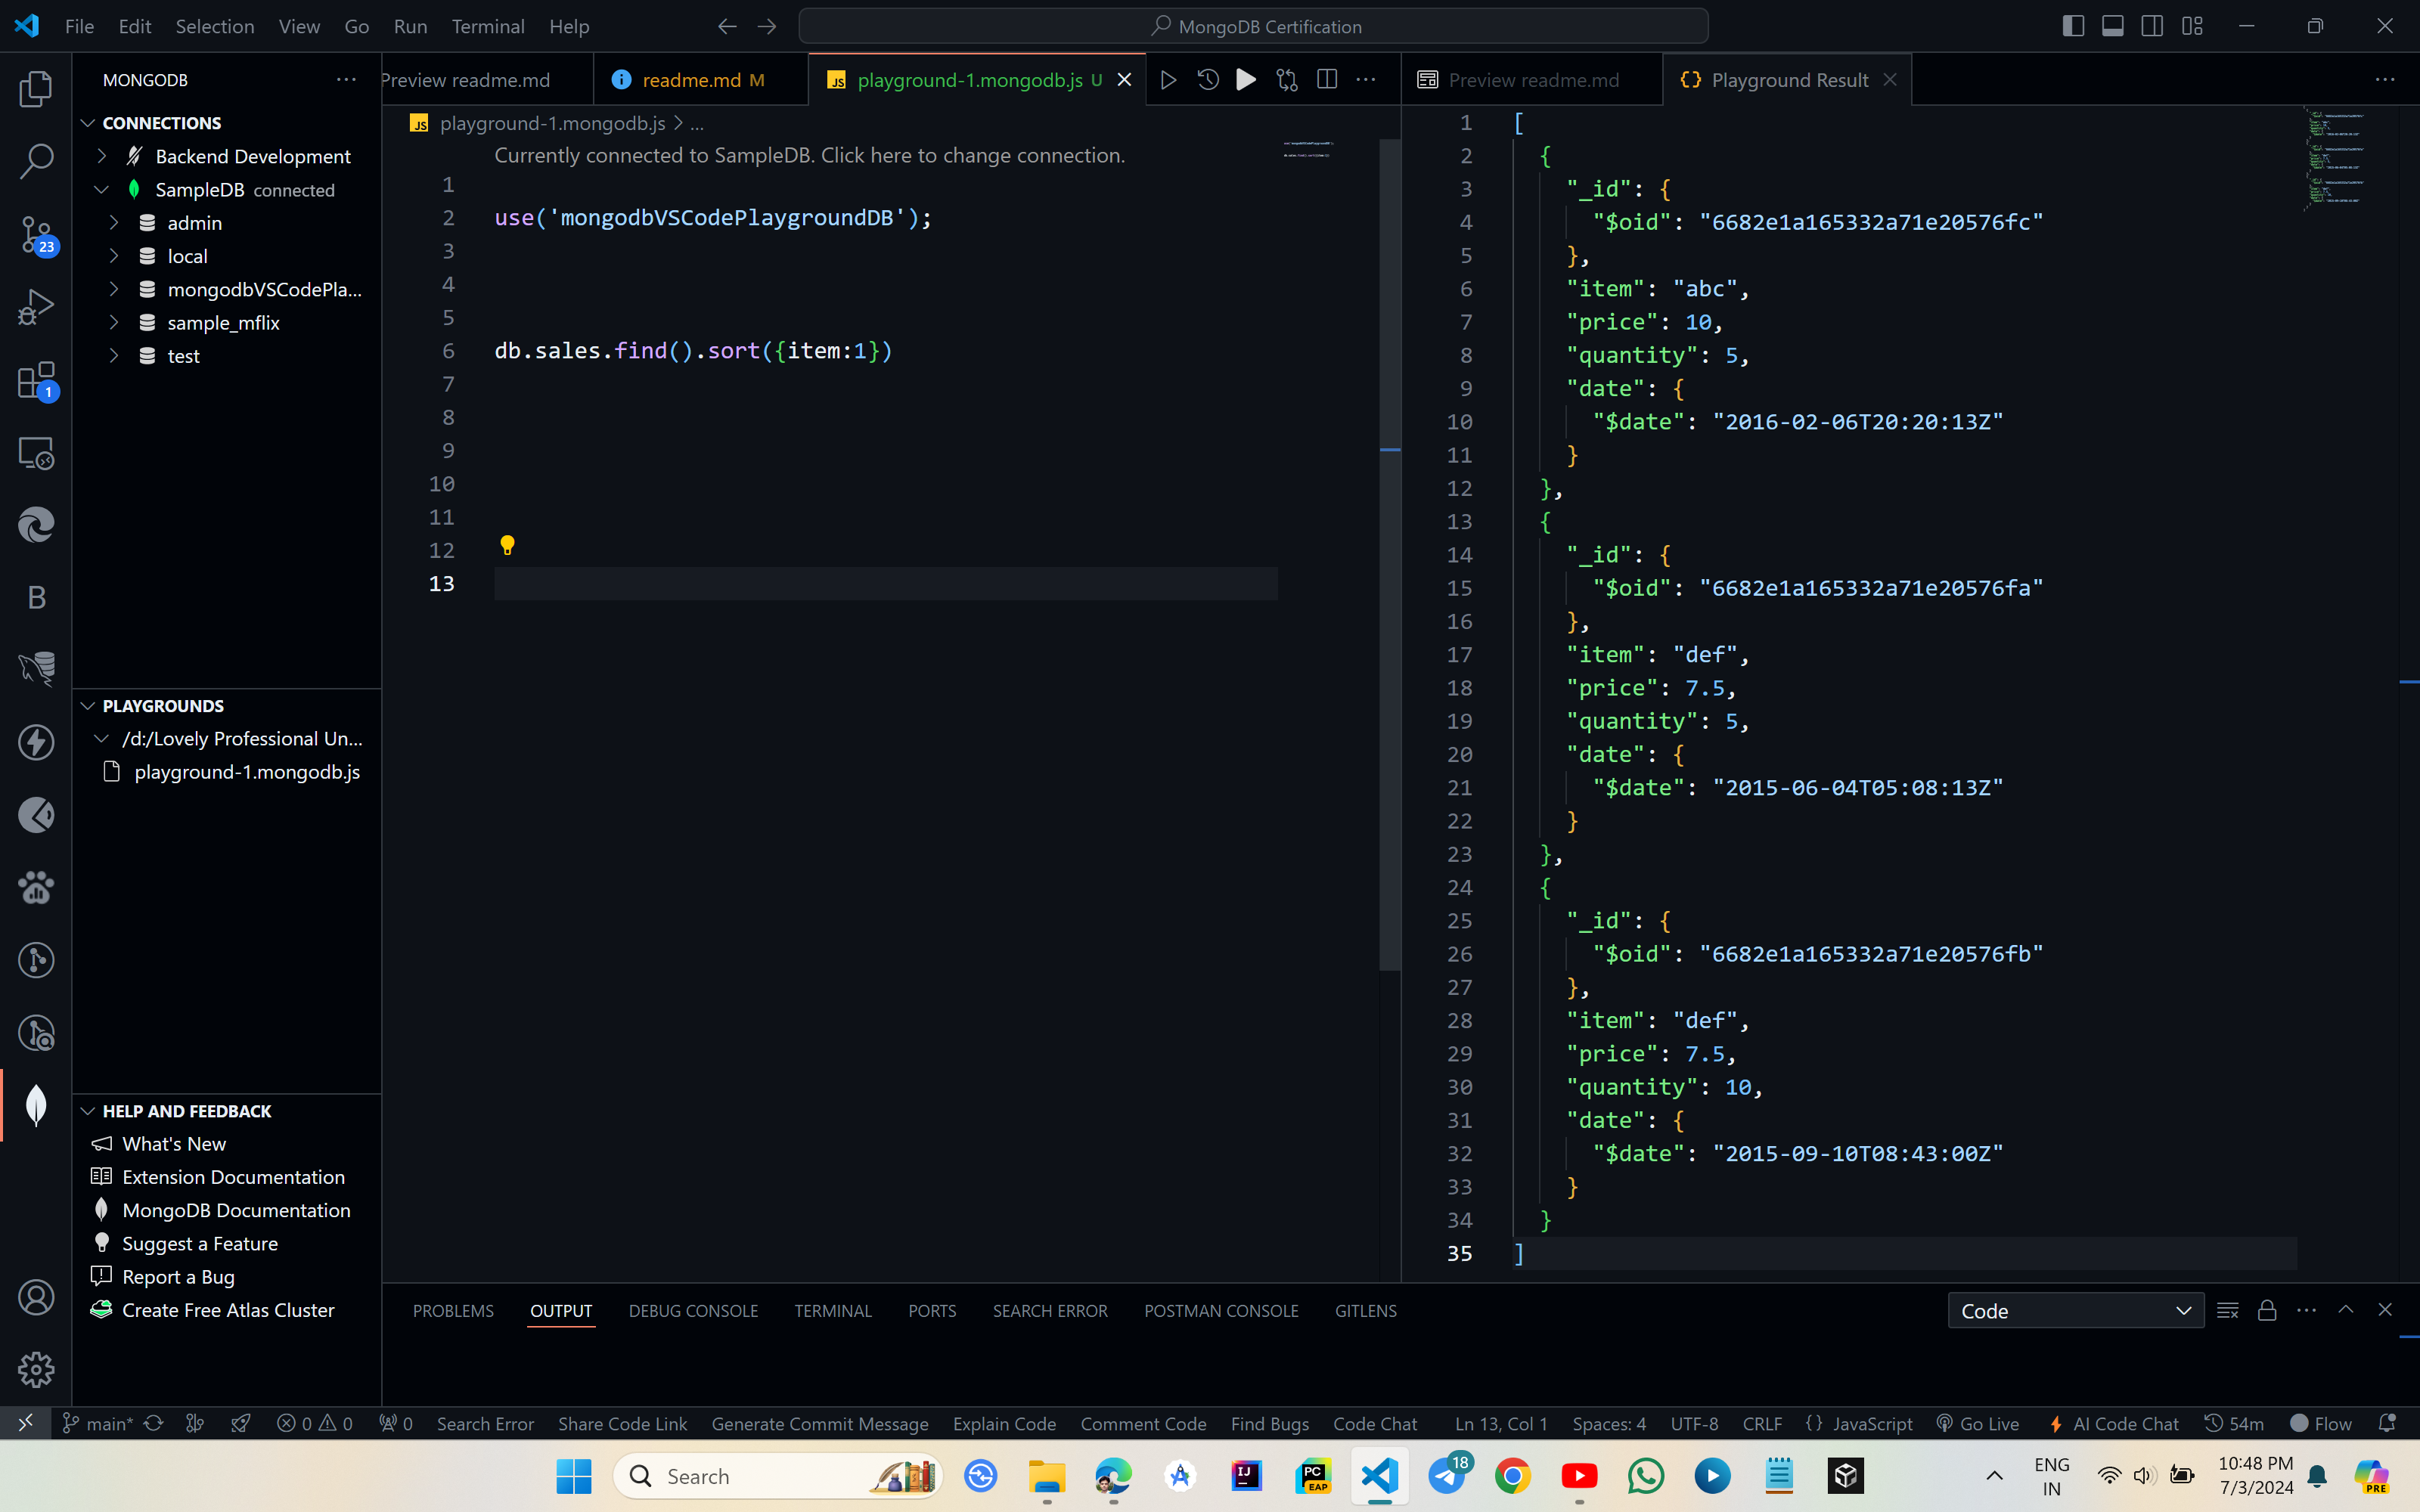 File Edit Selection View Go Run Terminal Help
MongoDB Certification
MONGODB
CONNECTIONS
Backend Development
SampleDB connected
admin
local
mongodbVSCodePla...
sample_mflix
test
PLAYGROUNDS
/d:/Lovely Professional Un...
playground-1.mongodb.js
HELP AND FEEDBACK
What's New
Extension Documentation
MongoDB Documentation
Suggest a Feature
Report a Bug
Create Free Atlas Cluster
23
1
B
Preview readme.md
readme.md M
JS playground-1.mongodb.js U
JS playground-1.mongodb.js > ...
Currently connected to SampleDB. Click here to change connection.
1
2 use('mongodbVSCodePlaygroundDB');
3
4
5
6 db.sales.find().sort({item:1})
7
8
9
10
11
12
13
Preview readme.md
{} Playground Result
1 [
2 {
3 "_id": {
4 "$oid": "6682e1a165332a71e20576fc"
5 },
6 "item": "abc",
7 "price": 10,
8 "quantity": 5,
9 "date": {
10 "$date": "2016-02-06T20:20:13Z"
11 }
12 },
13 {
14 "_id": {
15 "$oid": "6682e1a165332a71e20576fa"
16 },
17 "item": "def",
18 "price": 7.5,
19 "quantity": 5,
20 "date": {
21 "$date": "2015-06-04T05:08:13Z"
22 }
23 },
24 {
25 "_id": {
26 "$oid": "6682e1a165332a71e20576fb"
27 },
28 "item": "def",
29 "price": 7.5,
30 "quantity": 10,
31 "date": {
32 "$date": "2015-09-10T08:43:00Z"
33 }
34 }
35 ]
PROBLEMS OUTPUT DEBUG CONSOLE TERMINAL PORTS SEARCH ERROR POSTMAN CONSOLE GITLENS
Code
main* 0 0 0 Search Error Share Code Link Generate Commit Message Explain Code Comment Code Find Bugs Code Chat Ln 13, Col 1 Spaces: 4 UTF-8 CRLF {} JavaScript Go Live AI Code Chat 54m Flow
Search
IJ
PC
EAP
18
ENG
IN
10:48 PM
7/3/2024
PRE